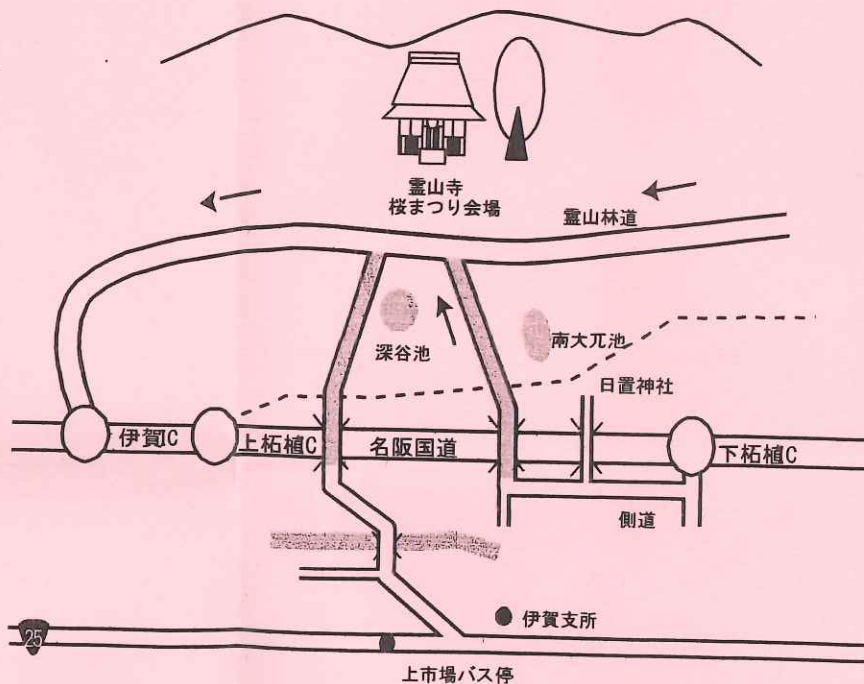 霊山寺
桜まつり会場
霊山林道
深谷池
南大兀池
日置神社
伊賀IC
上柘植C
名阪国道
下柘植C
側道
伊賀支所
25
上市場バス停